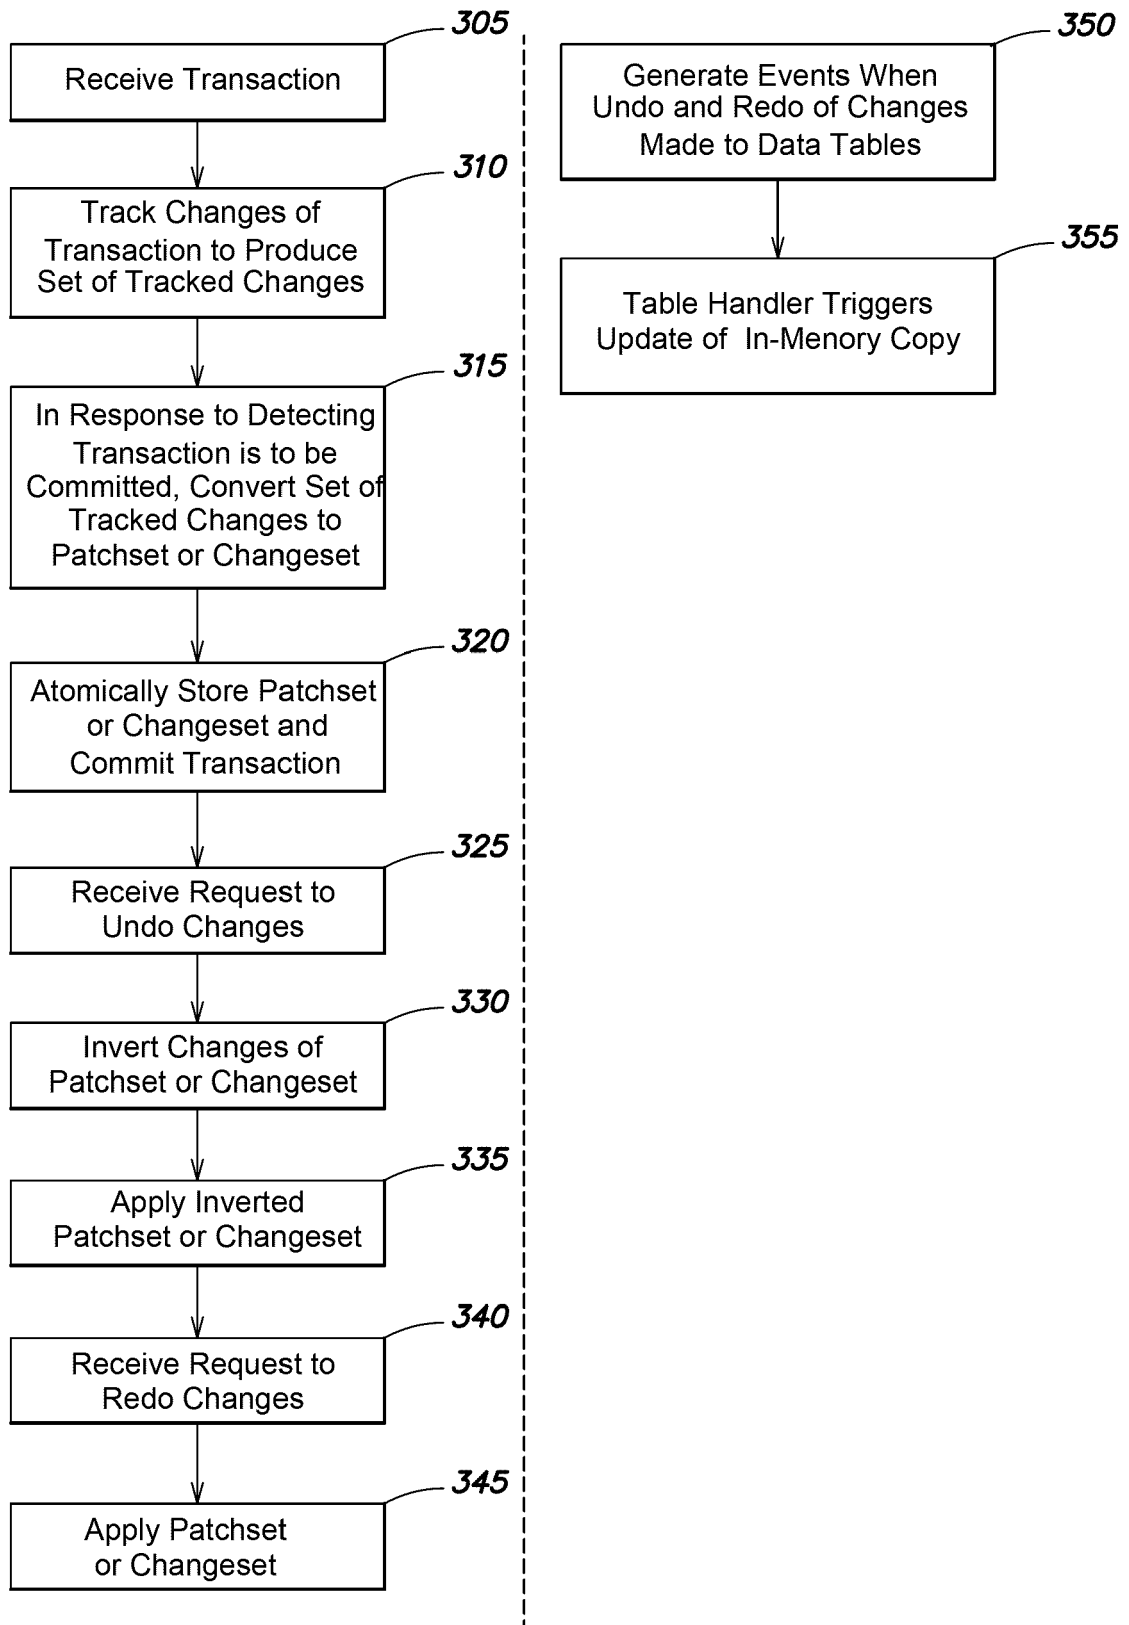 305
Receive Transaction
310
Track Changes of
Transaction to Produce
Set of Tracked Changes
315
In Response to Detecting
Transaction is to be
Committed, Convert Set of
Tracked Changes to
Patchset or Changeset
320
Atomically Store Patchset
or Changeset and
Commit Transaction
325
Receive Request to
Undo Changes
330
Invert Changes of
Patchset or Changeset
335
Apply Inverted
Patchset or Changeset
340
Receive Request to
Redo Changes
345
Apply Patchset
or Changeset
350
Generate Events When
Undo and Redo of Changes
Made to Data Tables
355
Table Handler Triggers
Update of In-Menory Copy